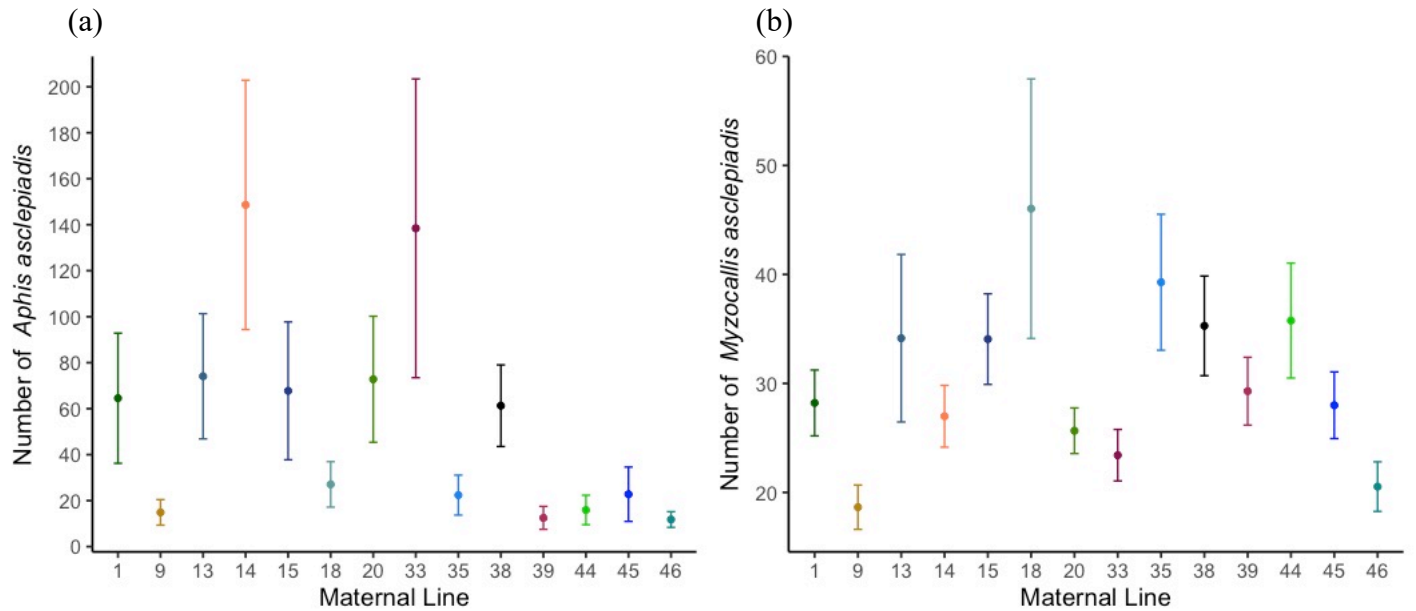 (a)
Number of Aphis asclepiadis
200
180
160
140
120
100
80
60
40
20
0
1 9 13 14 15 18 20 33 35 38 39 44 45 46
Maternal Line
(b)
Number of Myzocallis asclepiadis
60
50
40
30
20
1 9 13 14 15 18 20 33 35 38 39 44 45 46
Maternal Line